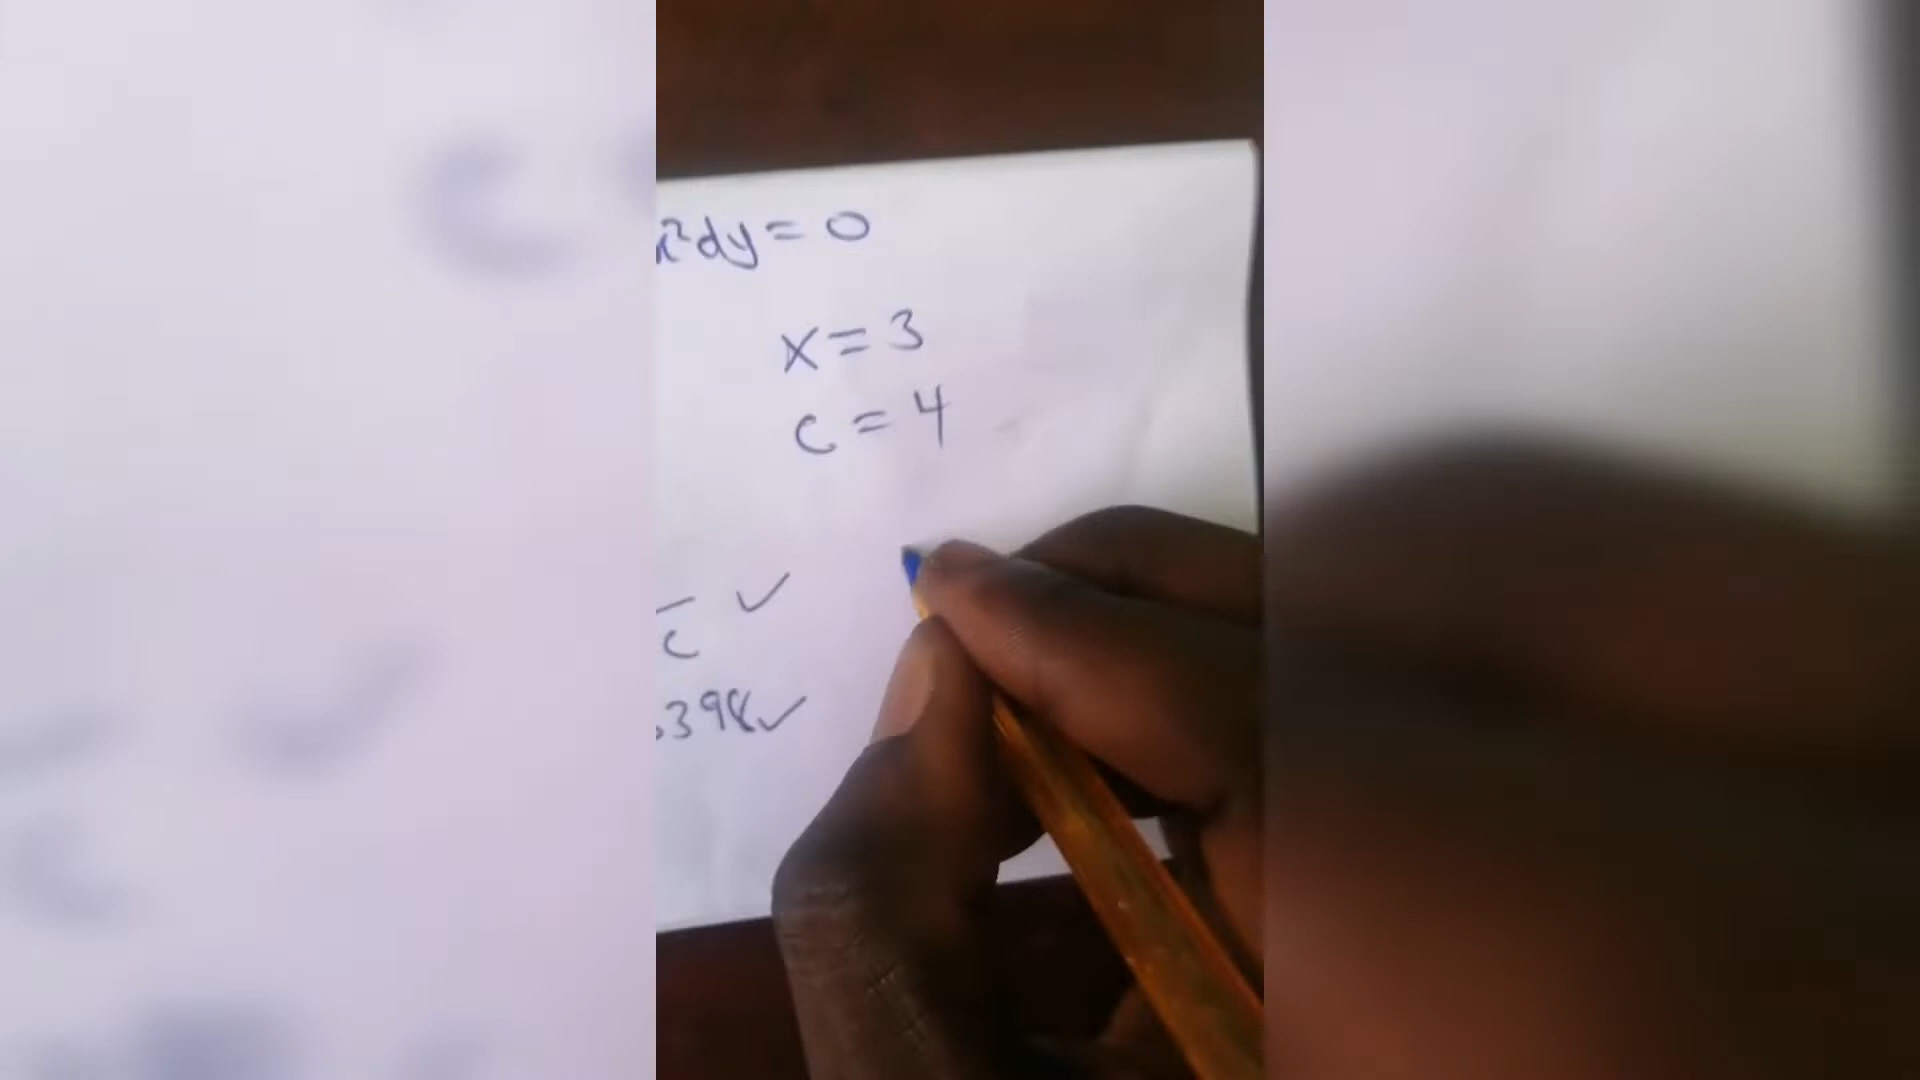 x²dy = 0
x = 3
c = 4
✓
c
398✓